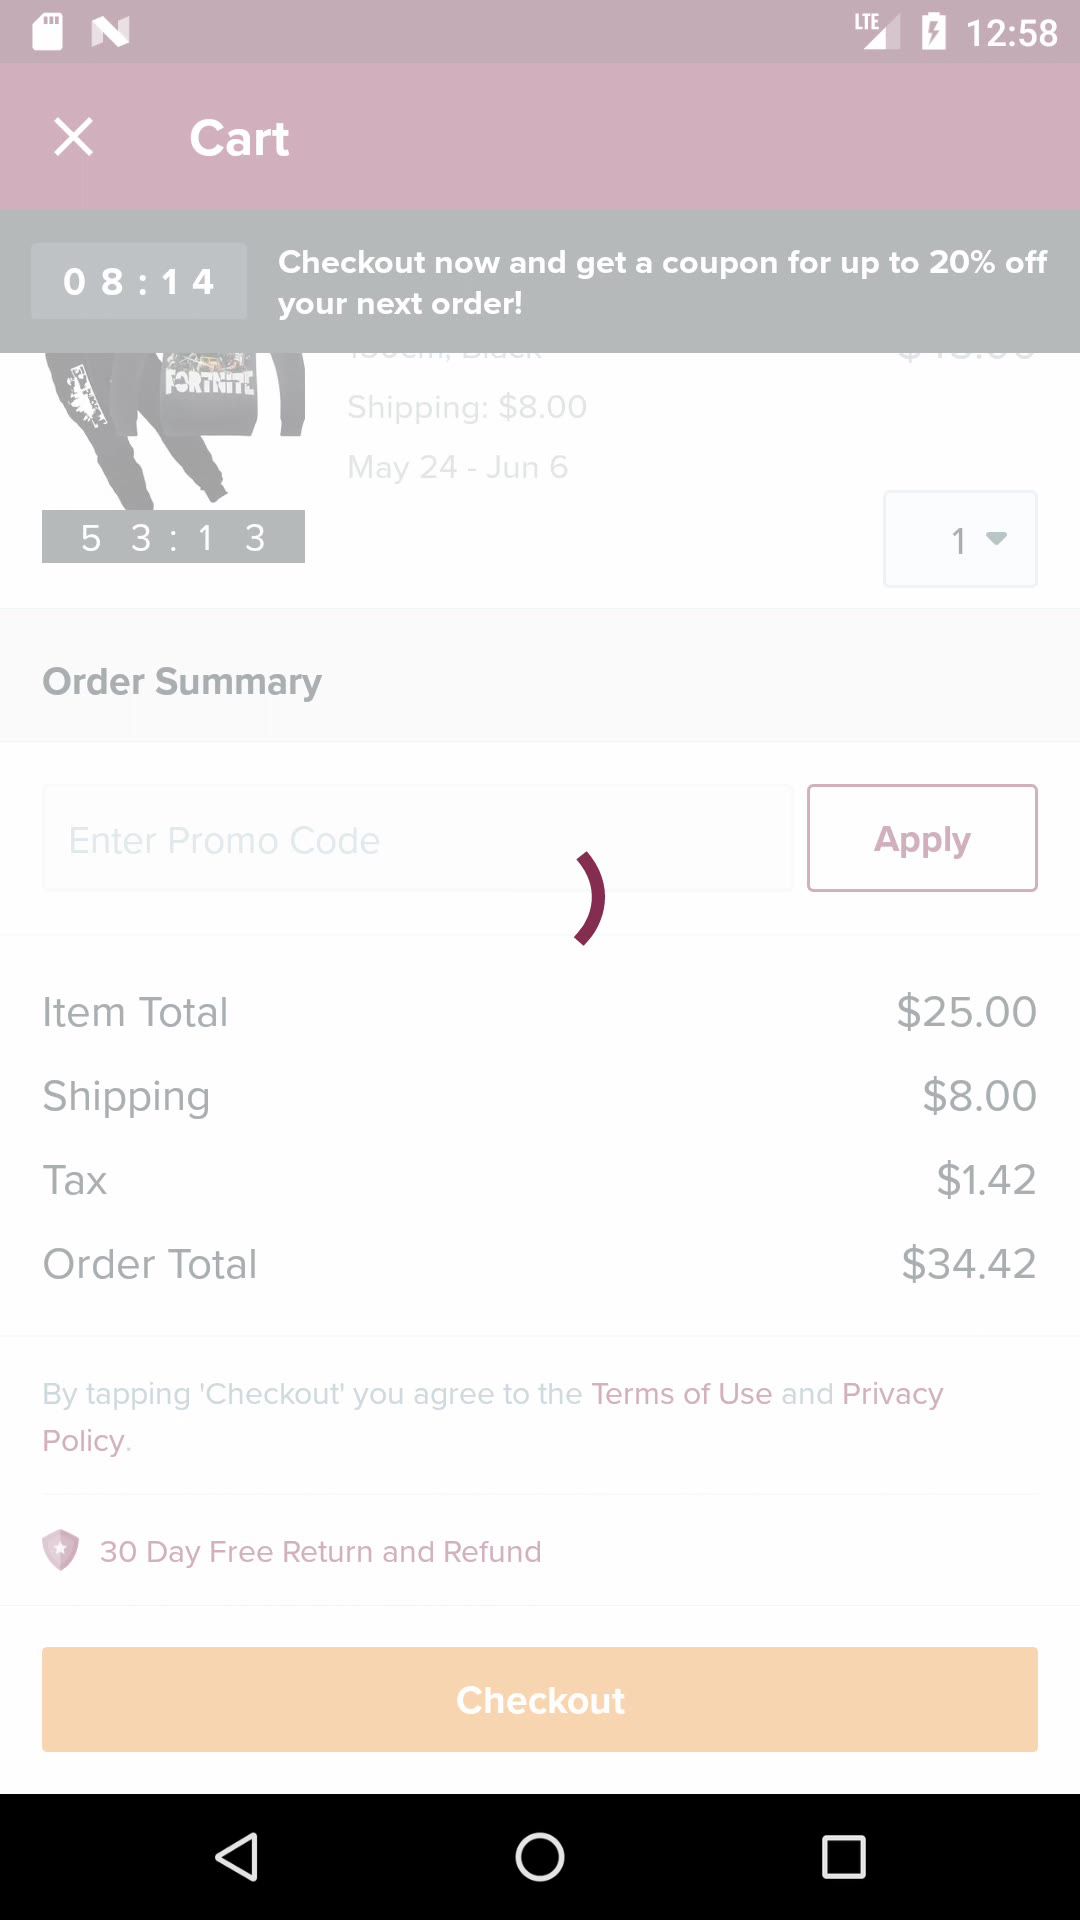 LTE 12:58
Cart
08:14
Checkout now and get a coupon for up to 20% off
your next order!
FORTNITE
Shipping: $8.00
May 24 - Jun 6
53:13
1
Order Summary
Enter Promo Code
Apply
Item Total $25.00
Shipping $8.00
Tax $1.42
Order Total $34.42
By tapping 'Checkout' you agree to the Terms of Use and Privacy
Policy.
30 Day Free Return and Refund
Checkout